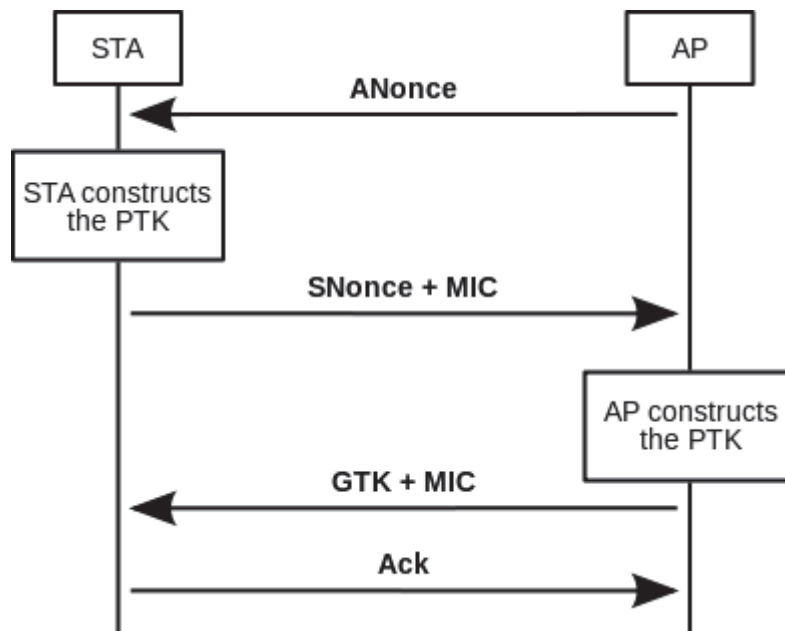 STA
AP
ANonce
STA constructs
the PTK
SNonce + MIC
AP constructs
the PTK
GTK + MIC
Ack